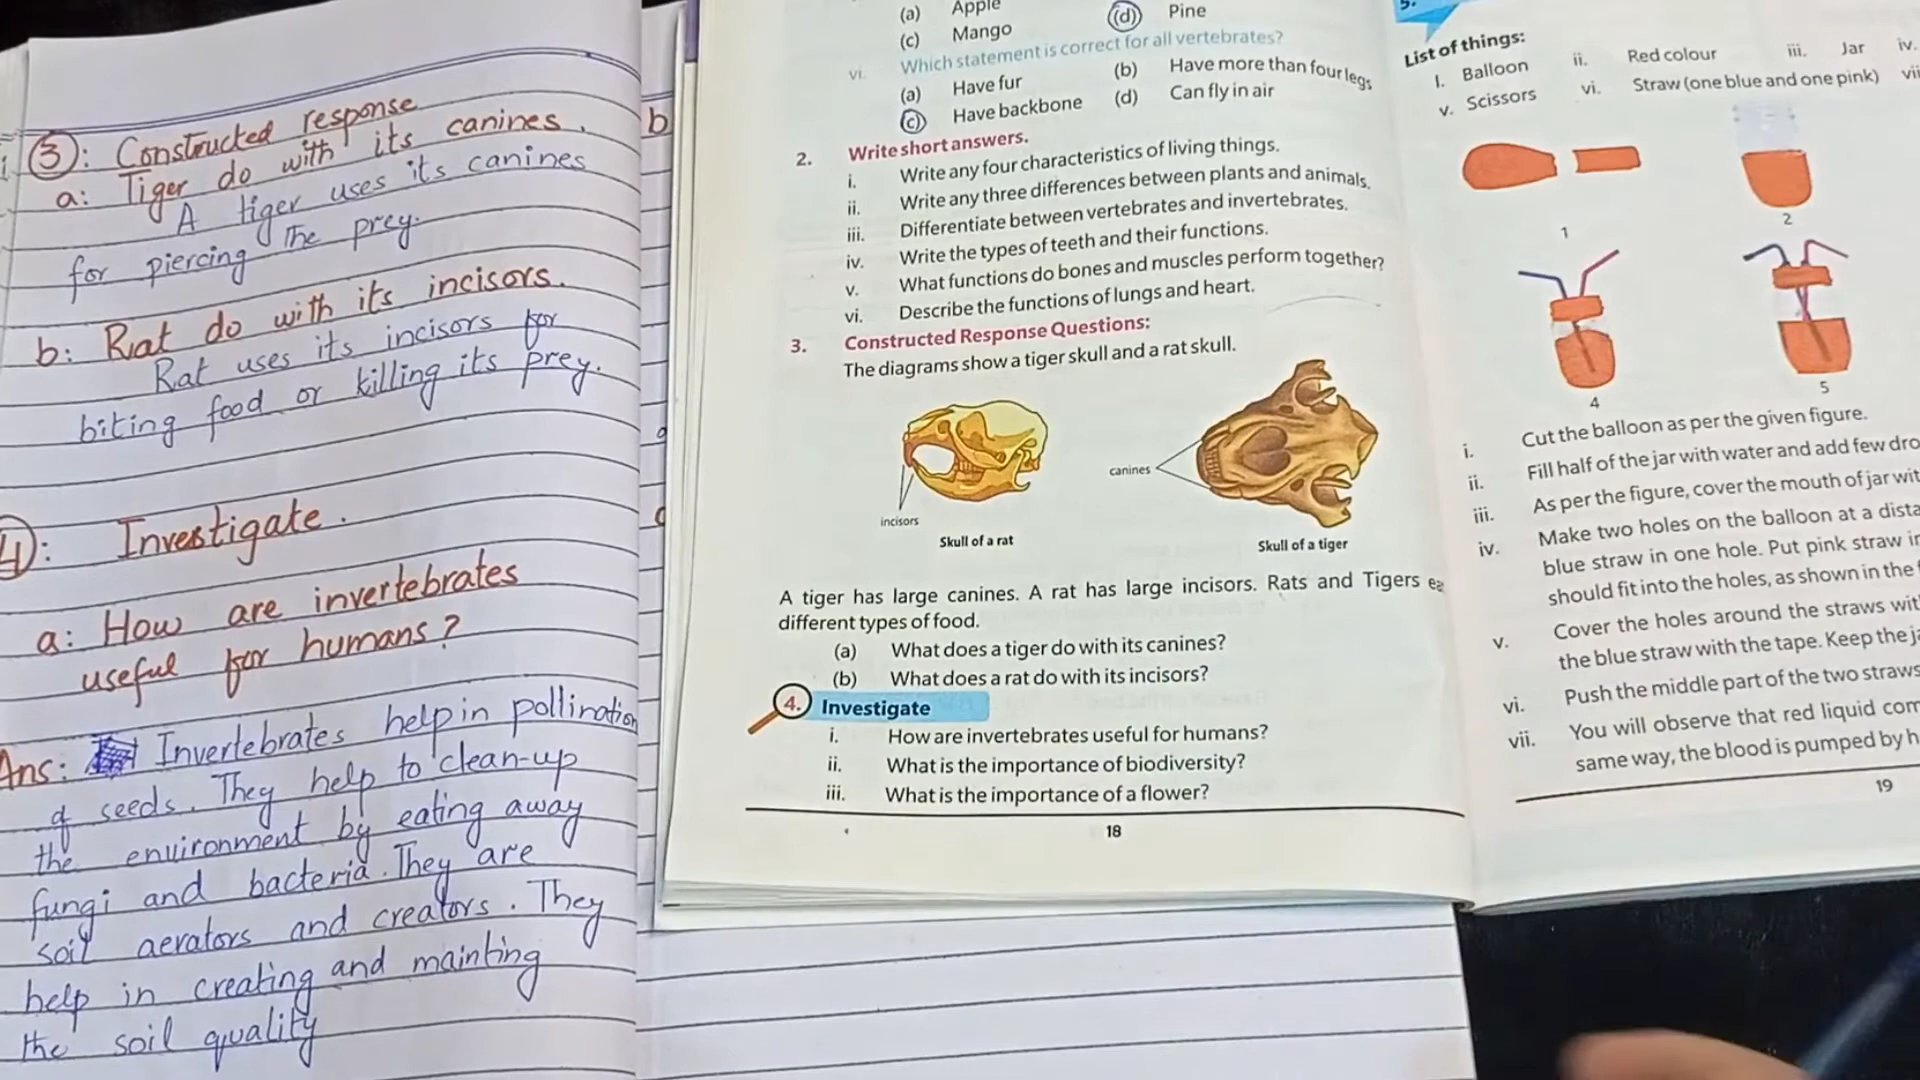 3: Constructed response
a: Tiger do with its canines.
A tiger uses its canines
for piercing the prey.
b: Rat do with its incisors.
Rat uses its incisors for
biting food or killing its prey.
4: Investigate.
a: How are invertebrates
useful for humans?
Ans: Invertebrates help in pollination
of seeds. They help to clean-up
the environment by eating away
fungi and bacteria. They are
soil aerators and creators. They
help in creating and mainting
the soil quality
b
(a) Apple
(d) Pine
(c) Mango
vi. Which statement is correct for all vertebrates?
(a) Have fur (b) Have more than four legs
(c) Have backbone (d) Can fly in air
2. Write short answers.
i. Write any four characteristics of living things.
ii. Write any three differences between plants and animals.
iii. Differentiate between vertebrates and invertebrates.
iv. Write the types of teeth and their functions.
v. What functions do bones and muscles perform together?
vi. Describe the functions of lungs and heart.
3. Constructed Response Questions:
The diagrams show a tiger skull and a rat skull.
canines
incisors
Skull of a rat
Skull of a tiger
A tiger has large canines. A rat has large incisors. Rats and Tigers ea
different types of food.
(a) What does a tiger do with its canines?
(b) What does a rat do with its incisors?
4. Investigate
i. How are invertebrates useful for humans?
ii. What is the importance of biodiversity?
iii. What is the importance of a flower?
18
5.
List of things:
I. Balloon ii. Red colour iii. Jar iv.
v. Scissors vi. Straw (one blue and one pink) vii
1
2
4
5
i. Cut the balloon as per the given figure.
ii. Fill half of the jar with water and add few dro
iii. As per the figure, cover the mouth of jar wit
iv. Make two holes on the balloon at a dista
blue straw in one hole. Put pink straw in
should fit into the holes, as shown in the
v. Cover the holes around the straws wit
the blue straw with the tape. Keep the ja
vi. Push the middle part of the two straws
vii. You will observe that red liquid com
same way, the blood is pumped by h
19